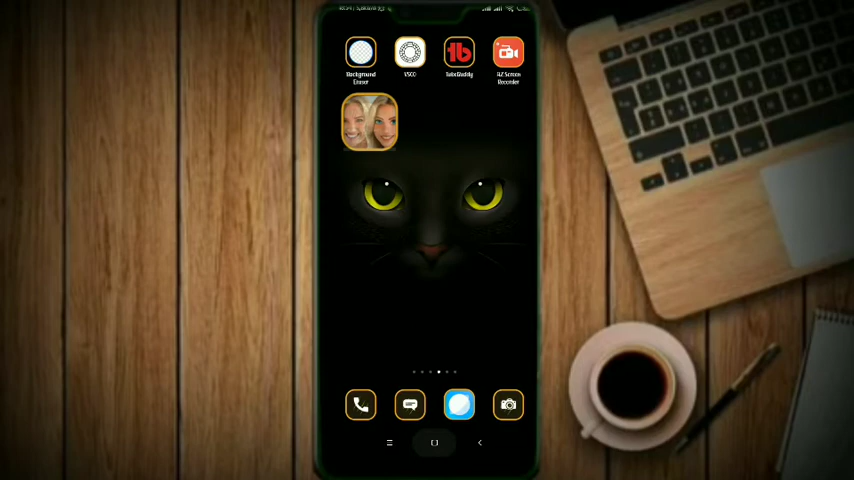 Background
Eraser
VSCO
TubeBuddy
AZ Screen
Recorder